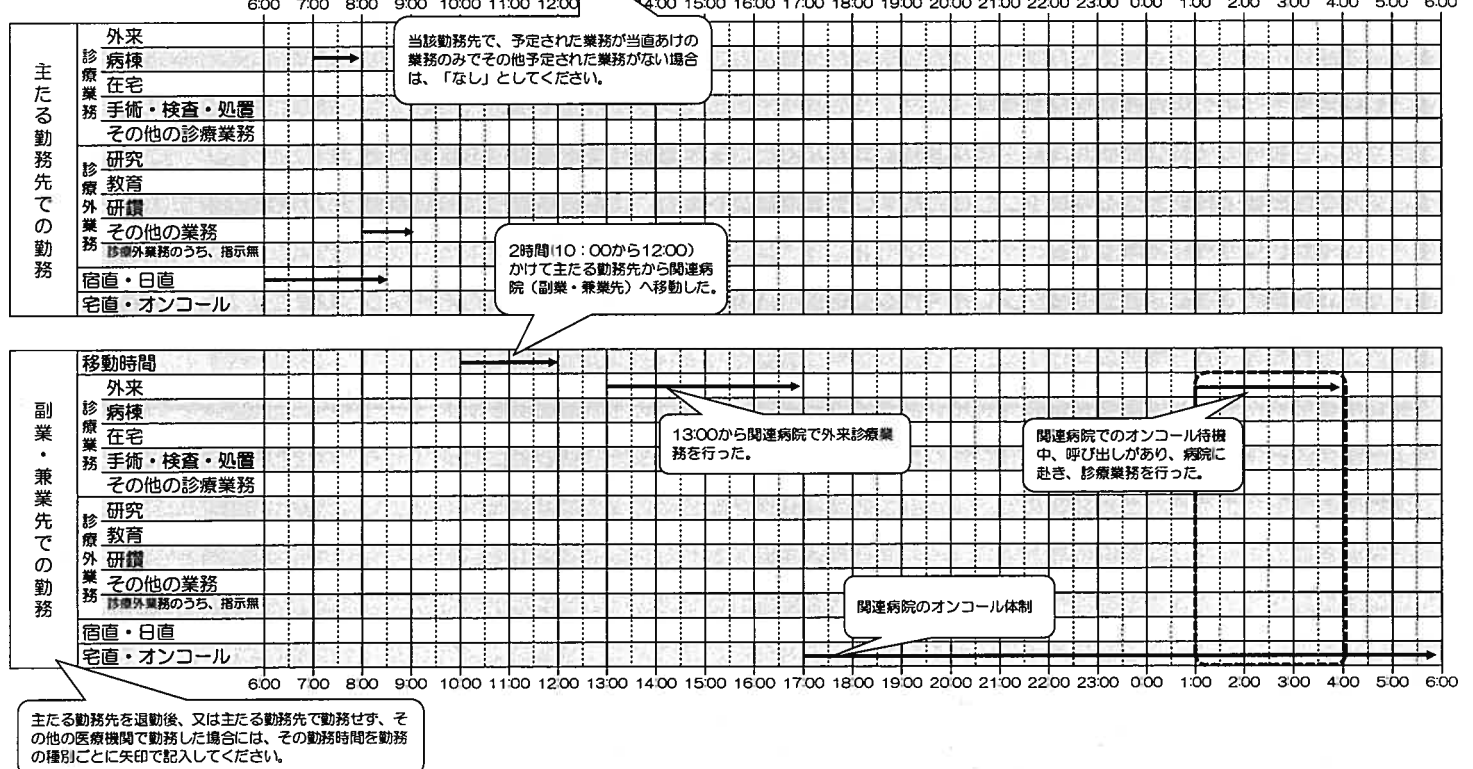 6:00 7:00 8:00 9:00 10:00 11:00 12:00 14:00 15:00 16:00 17:00 18:00 19:00 20:00 21:00 22:00 23:00 0:00 1:00 2:00 3:00 4:00 5:00 6:00
主たる勤務先での勤務
診療業務
外来
病棟
在宅
手術・検査・処置
その他の診療業務
診療外業務
研究
教育
研鑽
その他の業務
診療外業務のうち、指示無
宿直・日直
宅直・オンコール
当該勤務先で、予定された業務が当直あけの
業務のみでその他予定された業務がない場合
は、「なし」としてください。
2時間(10:00から12:00)
かけて主たる勤務先から関連病
院（副業・兼業先）へ移動した。
副業・兼業先での勤務
移動時間
診療業務
外来
病棟
在宅
手術・検査・処置
その他の診療業務
診療外業務
研究
教育
研鑽
その他の業務
診療外業務のうち、指示無
宿直・日直
宅直・オンコール
13:00から関連病院で外来診療業
務を行った。
関連病院でのオンコール待機
中、呼び出しがあり、病院に
赴き、診療業務を行った。
関連病院のオンコール体制
6:00 7:00 8:00 9:00 10:00 11:00 12:00 13:00 14:00 15:00 16:00 17:00 18:00 19:00 20:00 21:00 22:00 23:00 0:00 1:00 2:00 3:00 4:00 5:00 6:00
主たる勤務先を退勤後、又は主たる勤務先で勤務せず、そ
の他の医療機関で勤務した場合には、その勤務時間を勤務
の種別ごとに矢印で記入してください。